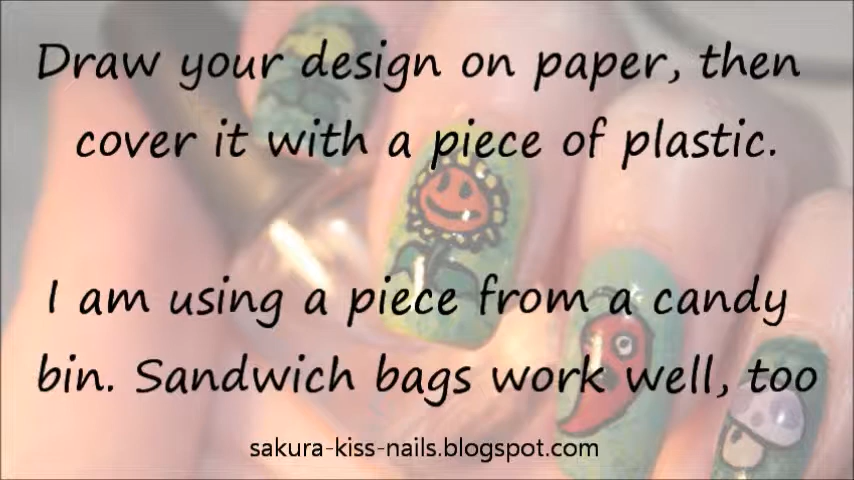 Draw your design on paper, then
cover it with a piece of plastic.
I am using a piece from a candy
bin. Sandwich bags work well, too
sakura-kiss-nails.blogspot.com